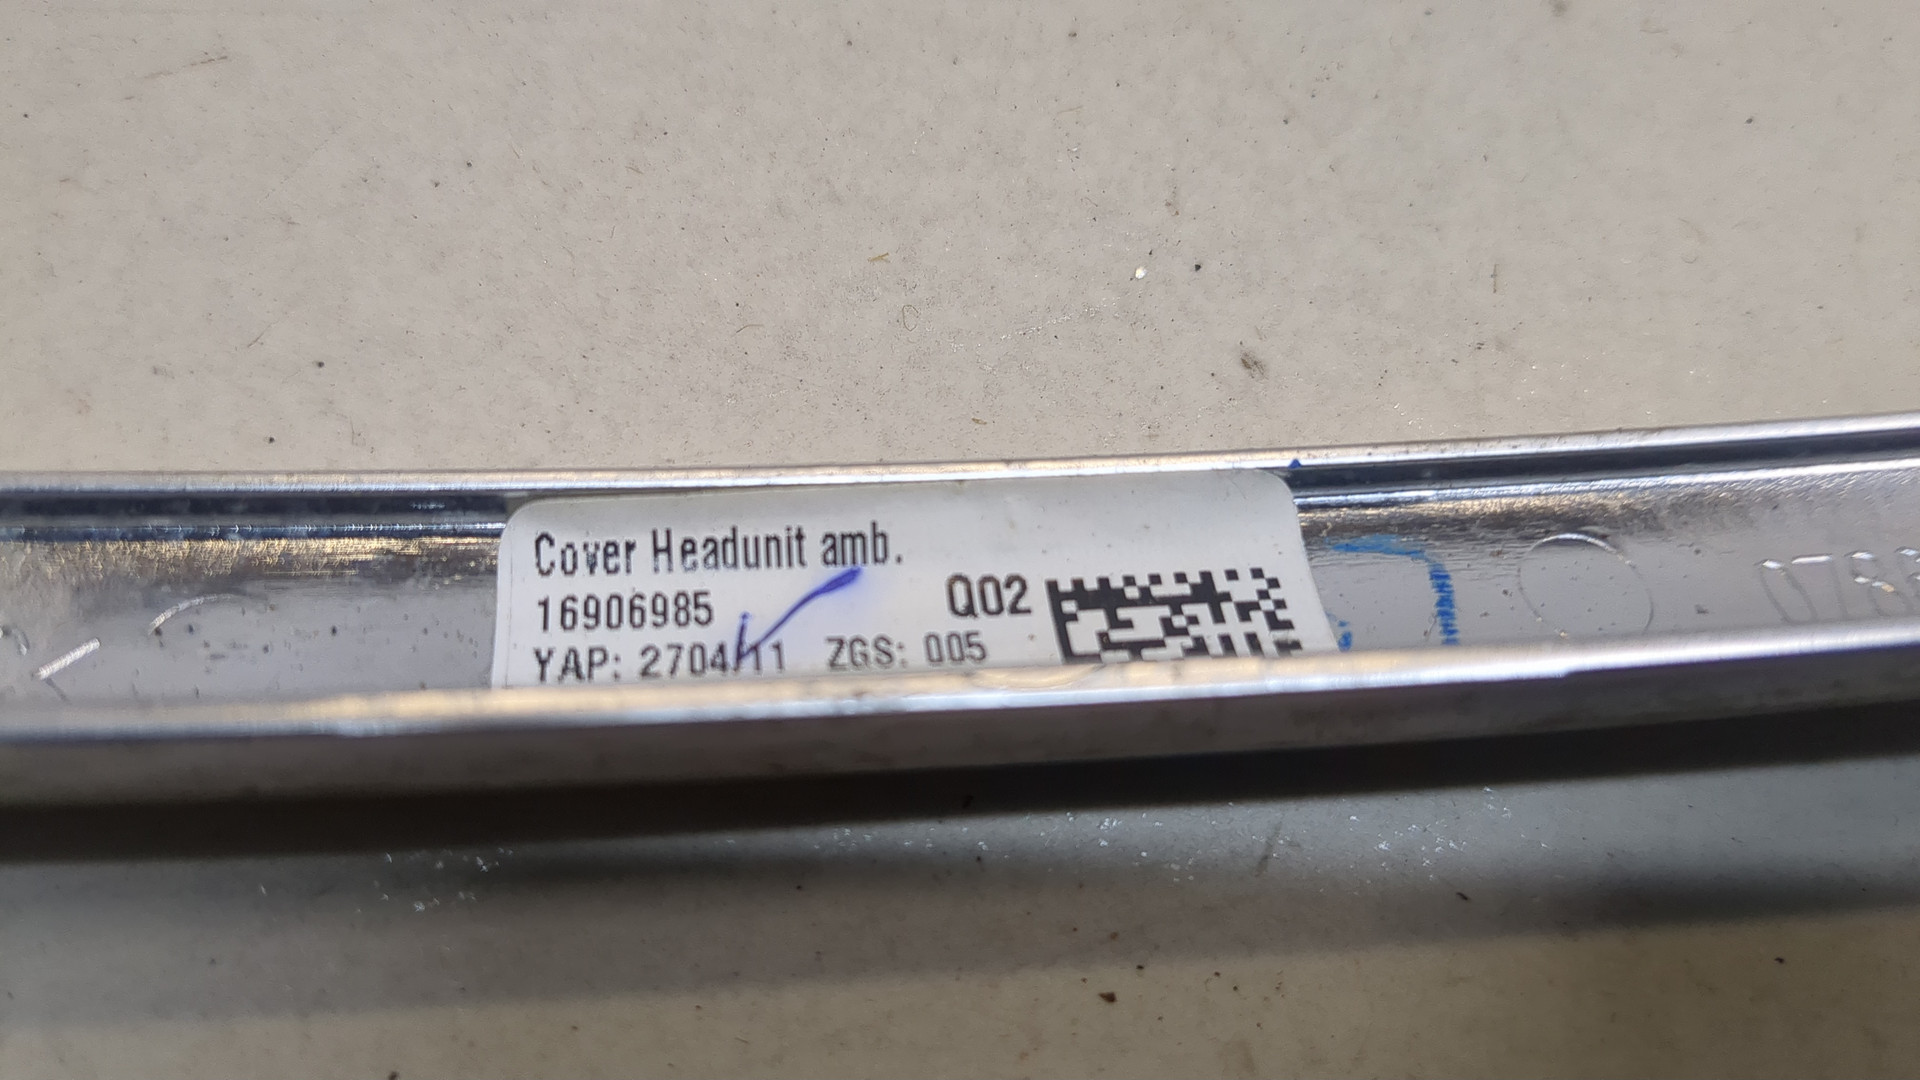 Cover Headunit amb.
16906985
Q02
YAP: 2704/11 ZGS: 005